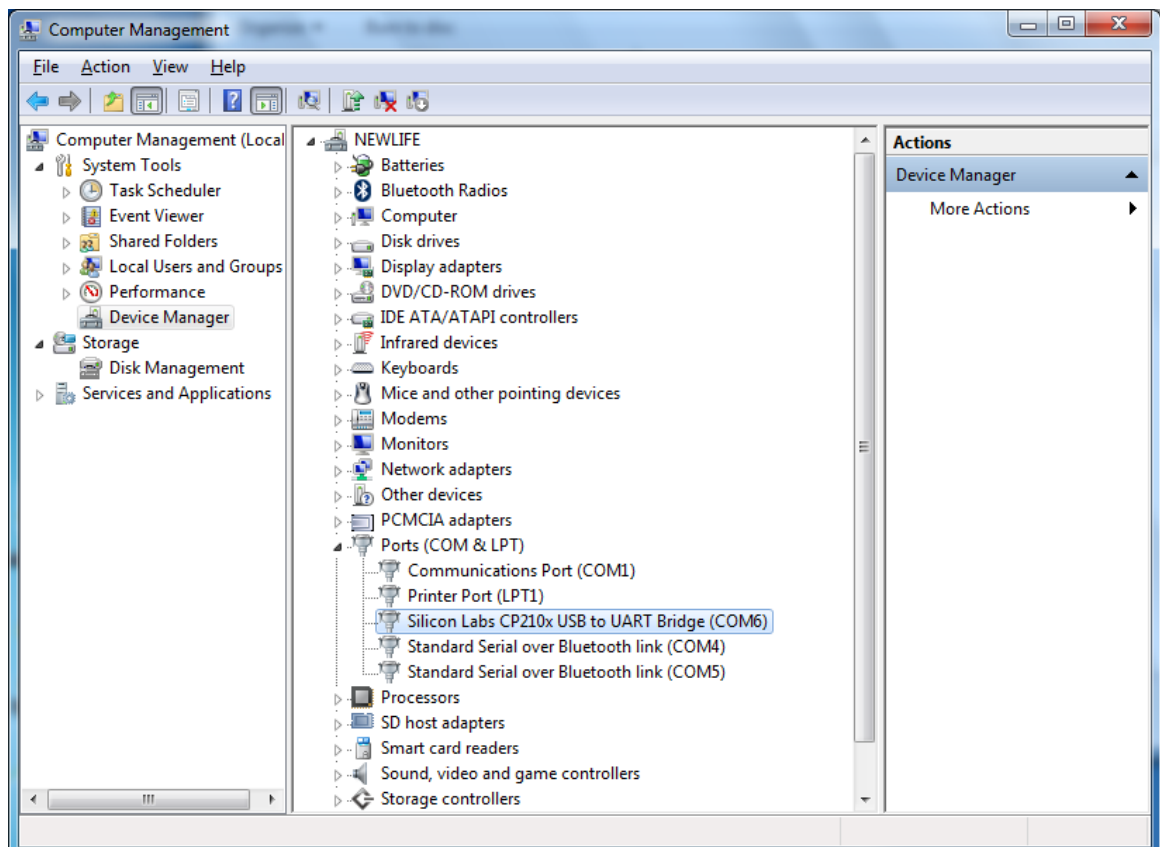 Computer Management
File Action View Help
Computer Management (Local
System Tools
Task Scheduler
Event Viewer
Shared Folders
Local Users and Groups
Performance
Device Manager
Storage
Disk Management
Services and Applications
NEWLIFE
Batteries
Bluetooth Radios
Computer
Disk drives
Display adapters
DVD/CD-ROM drives
IDE ATA/ATAPI controllers
Infrared devices
Keyboards
Mice and other pointing devices
Modems
Monitors
Network adapters
Other devices
PCMCIA adapters
Ports (COM & LPT)
Communications Port (COM1)
Printer Port (LPT1)
Silicon Labs CP210x USB to UART Bridge (COM6)
Standard Serial over Bluetooth link (COM4)
Standard Serial over Bluetooth link (COM5)
Processors
SD host adapters
Smart card readers
Sound, video and game controllers
Storage controllers
Actions
Device Manager
More Actions